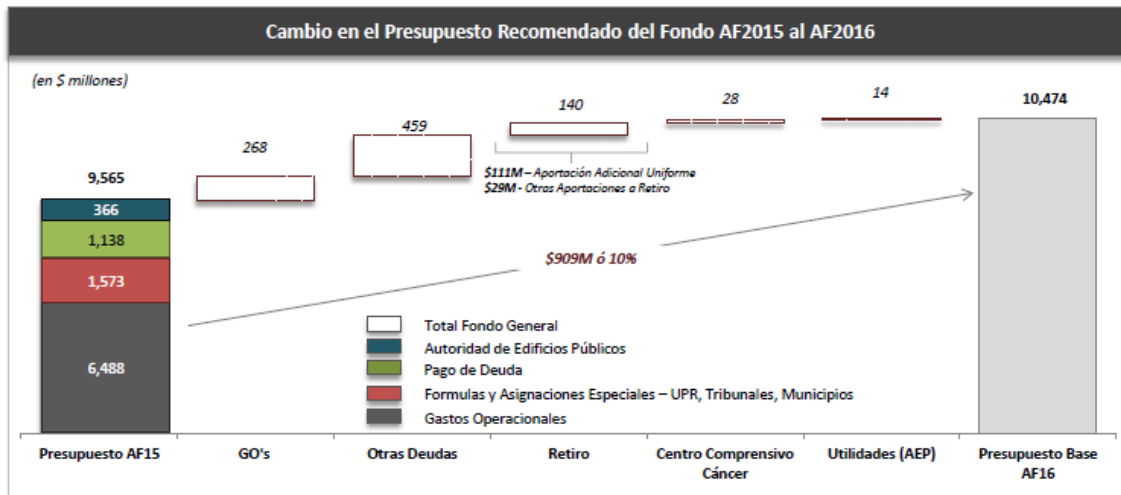 Cambio en el Presupuesto Recomendado del Fondo AF2015 al AF2016
(en $ millones)
9,565
366
1,138
1,573
6,488
268
459
140
$111M – Aportación Adicional Uniforme
$29M - Otras Aportaciones a Retiro
28
14
10,474
$909M ó 10%
Total Fondo General
Autoridad de Edificios Públicos
Pago de Deuda
Formulas y Asignaciones Especiales – UPR, Tribunales, Municipios
Gastos Operacionales
Presupuesto AF15
GO's
Otras Deudas
Retiro
Centro Comprensivo
Cáncer
Utilidades (AEP)
Presupuesto Base
AF16